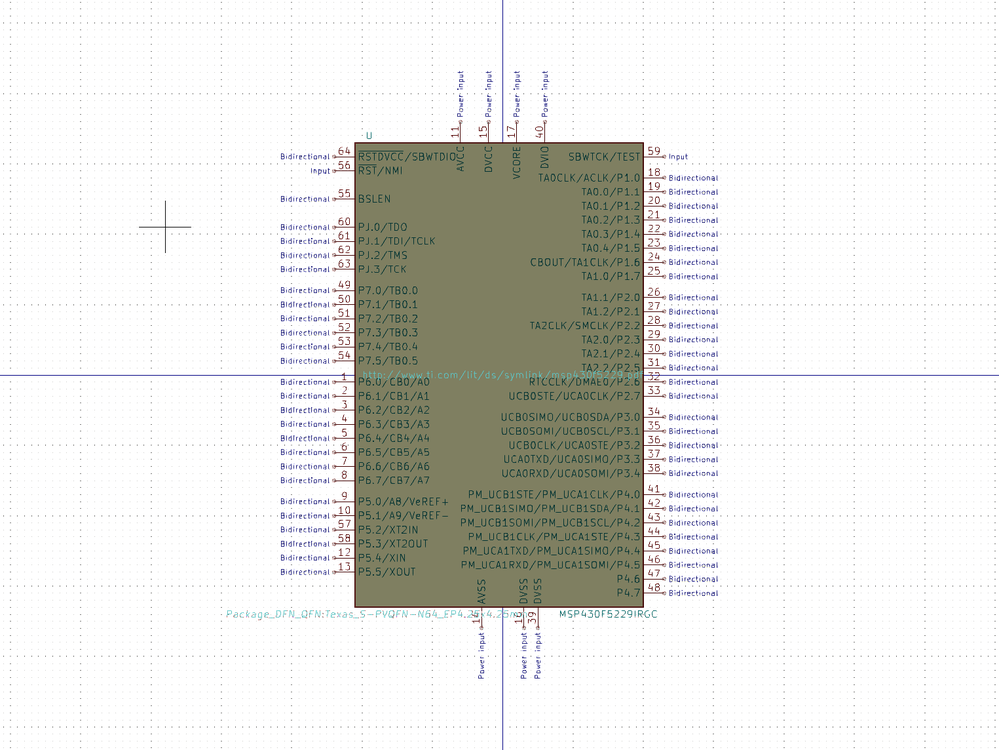 Power input Power input Power input Power input
11 15 17 40
U
AVCC DVCC VCORE DVIO
Bidirectional 64 RSTDVCC/SBWTDIO SBWTCK/TEST 59 Input
Input 56 RST/NMI
TA0CLK/ACLK/P1.0 18 Bidirectional
TA0.0/P1.1 19 Bidirectional
Bidirectional 55 BSLEN
TA0.1/P1.2 20 Bidirectional
TA0.2/P1.3 21 Bidirectional
Bidirectional 60 PJ.0/TDO
TA0.3/P1.4 22 Bidirectional
Bidirectional 61 PJ.1/TDI/TCLK
TA0.4/P1.5 23 Bidirectional
Bidirectional 62 PJ.2/TMS
CBOUT/TA1CLK/P1.6 24 Bidirectional
Bidirectional 63 PJ.3/TCK
TA1.0/P1.7 25 Bidirectional
Bidirectional 49 P7.0/TB0.0
TA1.1/P2.0 26 Bidirectional
Bidirectional 50 P7.1/TB0.1
TA1.2/P2.1 27 Bidirectional
Bidirectional 51 P7.2/TB0.2
TA2CLK/SMCLK/P2.2 28 Bidirectional
Bidirectional 52 P7.3/TB0.3
TA2.0/P2.3 29 Bidirectional
Bidirectional 53 P7.4/TB0.4
TA2.1/P2.4 30 Bidirectional
Bidirectional 54 P7.5/TB0.5
TA2.2/P2.5 31 Bidirectional
http://www.ti.com/lit/ds/symlink/msp430f5229.pdf
Bidirectional 1 P6.0/CB0/A0 RTCCLK/DMAE0/P2.6 32 Bidirectional
Bidirectional 2 P6.1/CB1/A1 UCB0STE/UCA0CLK/P2.7 33 Bidirectional
Bidirectional 3 P6.2/CB2/A2
UCB0SIMO/UCB0SDA/P3.0 34 Bidirectional
Bidirectional 4 P6.3/CB3/A3
UCB0SOMI/UCB0SCL/P3.1 35 Bidirectional
Bidirectional 5 P6.4/CB4/A4
UCB0CLK/UCA0STE/P3.2 36 Bidirectional
Bidirectional 6 P6.5/CB5/A5
UCA0TXD/UCA0SIMO/P3.3 37 Bidirectional
Bidirectional 7 P6.6/CB6/A6
UCA0RXD/UCA0SOMI/P3.4 38 Bidirectional
Bidirectional 8 P6.7/CB7/A7
PM_UCB1STE/PM_UCA1CLK/P4.0 41 Bidirectional
Bidirectional 9 P5.0/A8/VeREF+
PM_UCB1SIMO/PM_UCB1SDA/P4.1 42 Bidirectional
Bidirectional 10 P5.1/A9/VeREF-
PM_UCB1SOMI/PM_UCB1SCL/P4.2 43 Bidirectional
Bidirectional 57 P5.2/XT2IN
PM_UCB1CLK/PM_UCA1STE/P4.3 44 Bidirectional
Bidirectional 58 P5.3/XT2OUT
PM_UCA1TXD/PM_UCA1SIMO/P4.4 45 Bidirectional
Bidirectional 12 P5.4/XIN
PM_UCA1RXD/PM_UCA1SOMI/P4.5 46 Bidirectional
Bidirectional 13 P5.5/XOUT
P4.6 47 Bidirectional
P4.7 48 Bidirectional
AVSS DVSS DVSS
Package_DFN_QFN:Texas_S-PVQFN-N64_EP4.25x4.25mm MSP430F5229IRGC
14 19 39
Power input Power input Power input